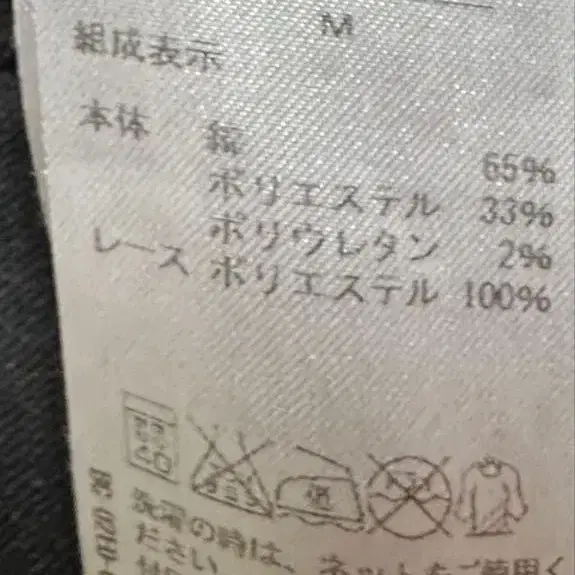 M
組成表示
本体 綿 65%
ポリエステル 33%
ポリウレタン 2%
レース ポリエステル 100%
洗濯の時は、ネットをご使用く
ださい